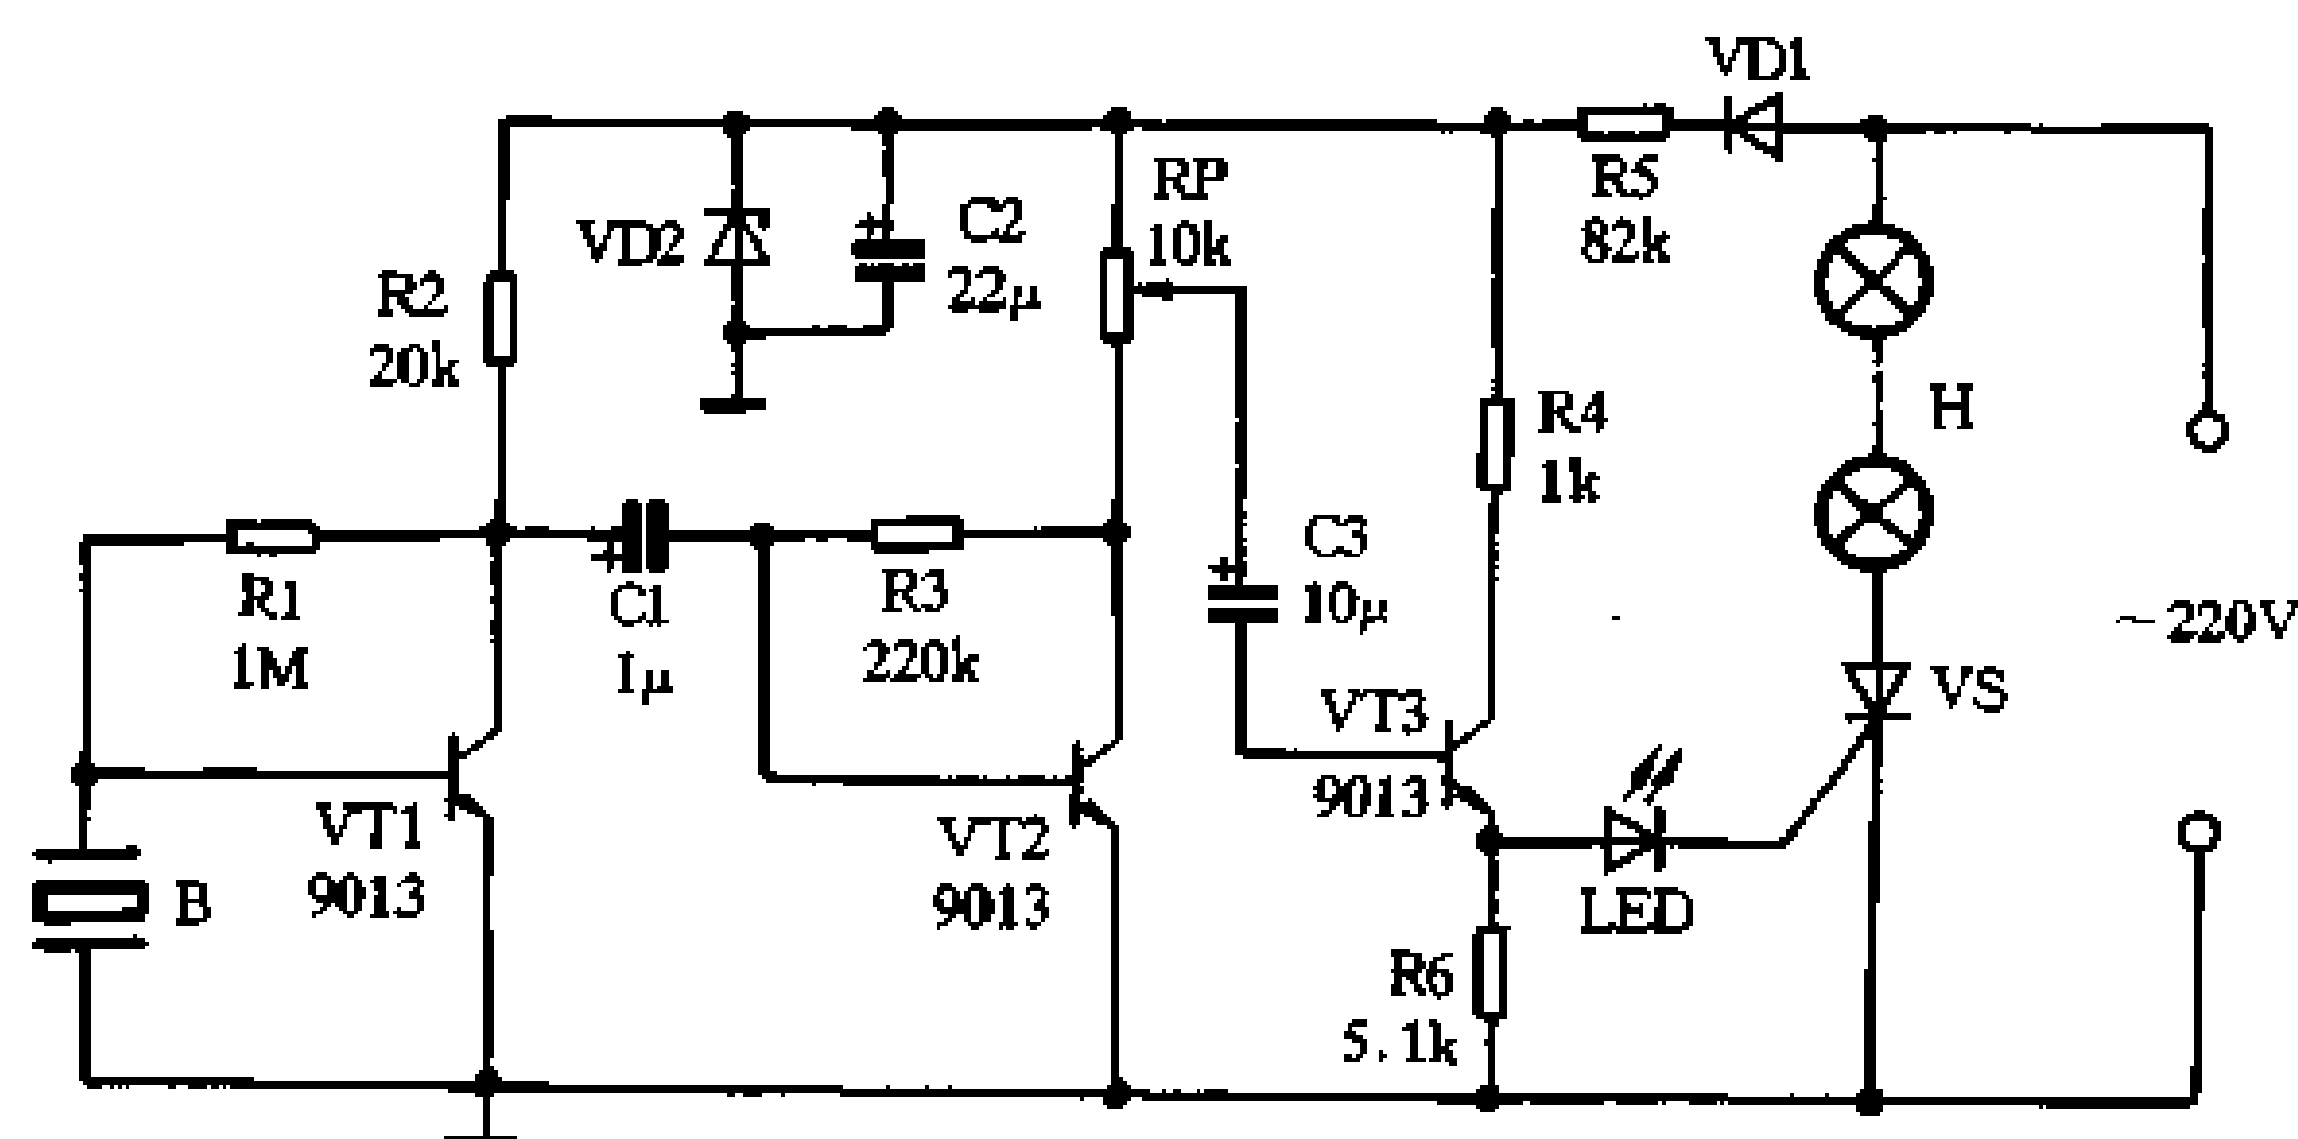 VD1
R5
82k
RP
10k
C2
22μ
VD2
R2
20k
R4
1k
H
C3
10μ
R1
1M
C1
1μ
R3
220k
~220V
VS
VT3
9013
VT1
9013
VT2
9013
B
LED
R6
5.1k
+
+
+